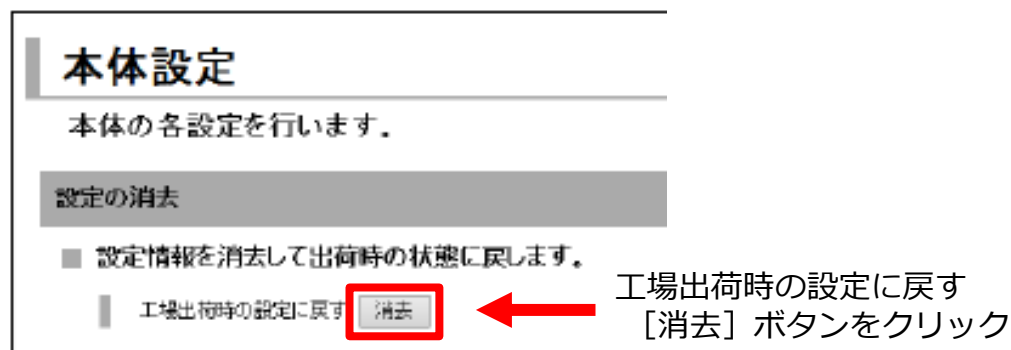 本体設定
本体の各設定を行います.
設定の消去
設定情報を消去して出荷時の状態に戻します.
工場出荷時の設定に戻す 消去
工場出荷時の設定に戻す
［消去］ボタンをクリック